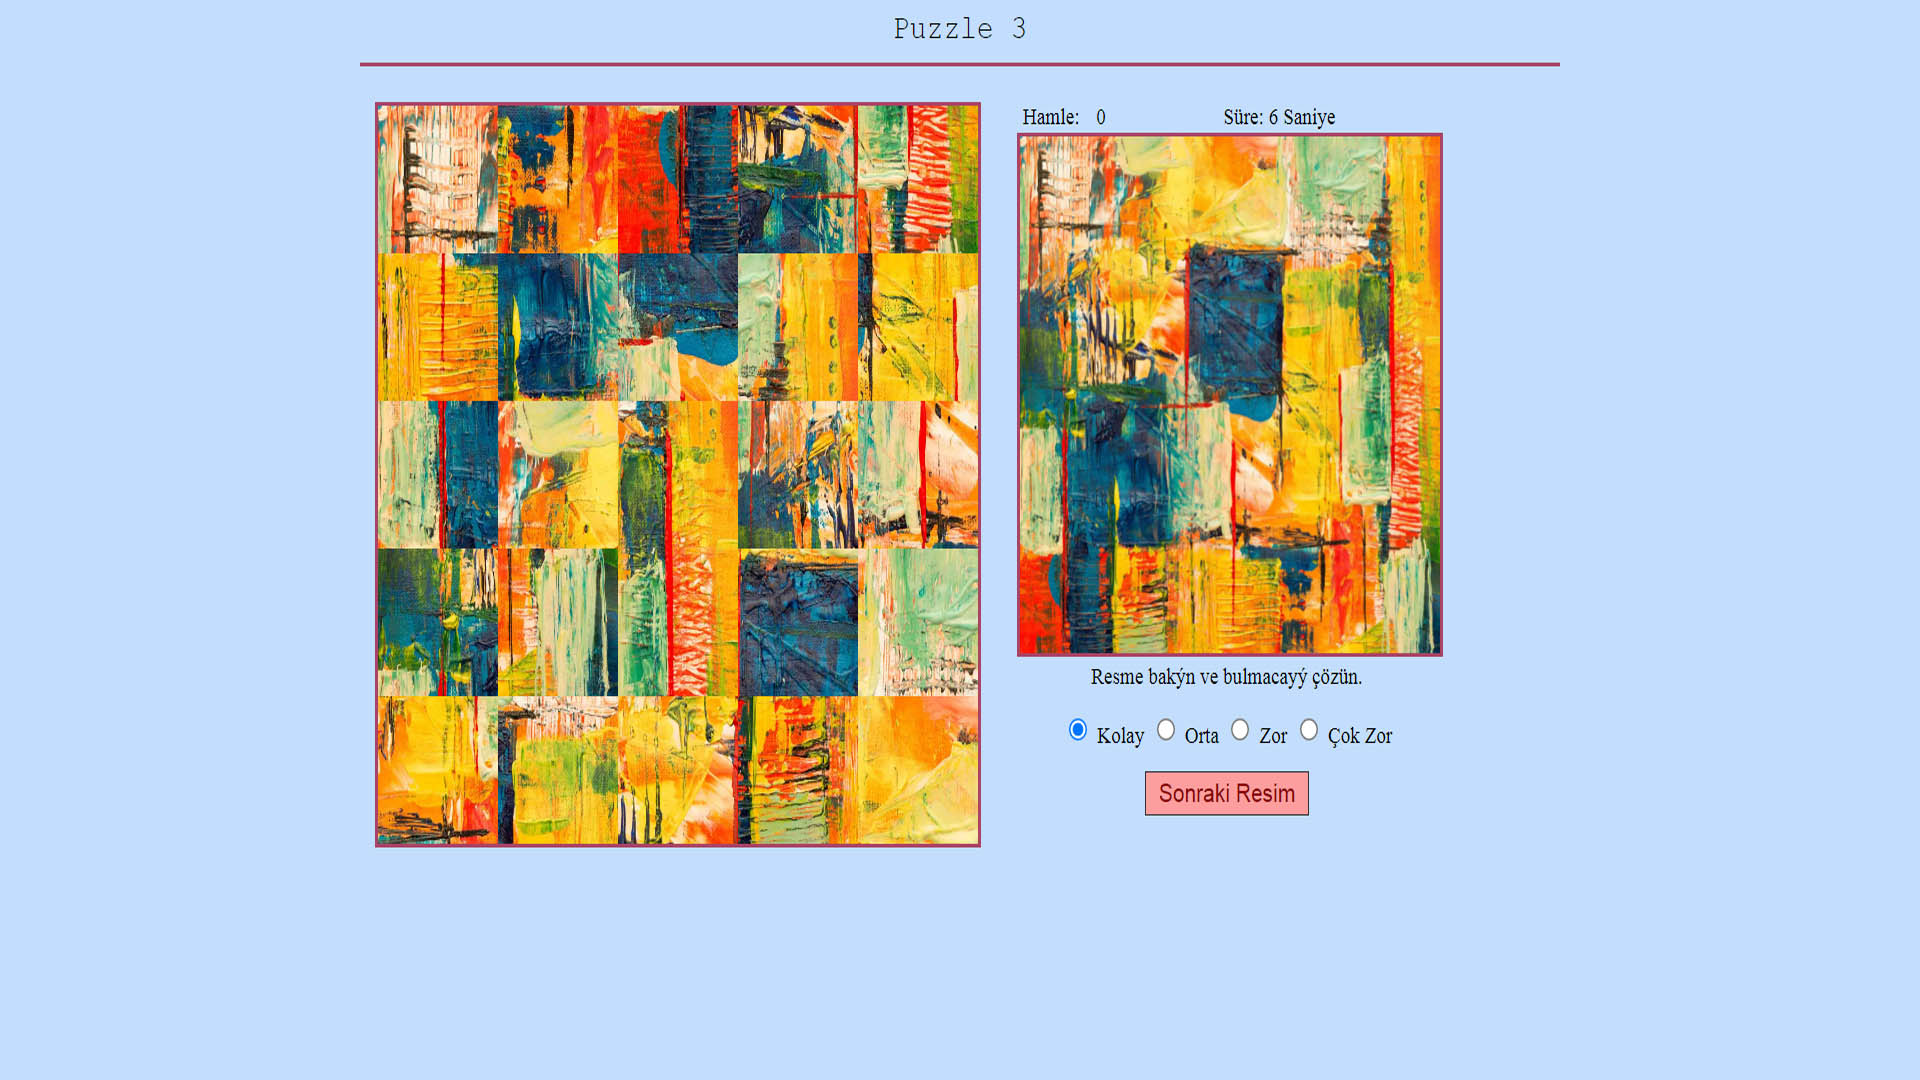 Puzzle 3
Hamle: 0 Süre: 6 Saniye
Resme bakýn ve bulmacayý çözün.
Kolay Orta Zor Çok Zor
Sonraki Resim